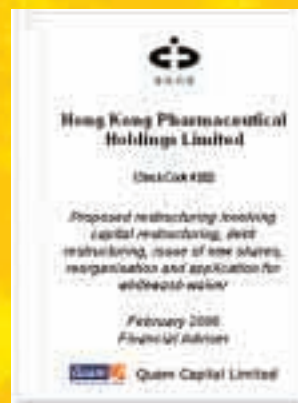 Hong Kong Pharmaceutical
Holdings Limited
Proposed restructuring involving
capital restructuring, debt
restructuring, issue of new shares,
reorganisation and application for
whitewash waiver
February
Financial Adviser
Quam Capital Limited